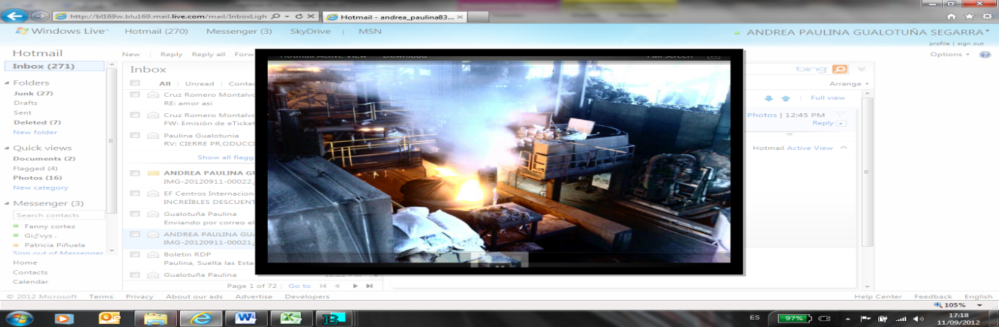 http://bl169w.blu169.mail.live.com/mail/InboxLigh
Hotmail - andrea_paulina83...
Windows Live™ Hotmail (270) Messenger (3) SkyDrive | MSN
ANDREA PAULINA GUALOTUÑA SEGARRA
profile | sign out
Hotmail
New | Reply Reply all Forw
Options
Inbox (271)
Folders
Junk (27)
Drafts
Sent
Deleted (7)
New folder
Quick views
Documents (2)
Flagged (4)
Photos (16)
New category
Messenger (3)
Search contacts
Fanny cortez
Patricia Piñuela
Sign out of Messenger
Home
Contacts
Calendar
Inbox
All | Unread | Contac
Cruz Romero Montalvo
RE: amor asi
Cruz Romero Montalvo
FW: Emisión de eTicket
Paulina Gualotunia
RV: CIERRE PRODUCCI
Show all flagg
ANDREA PAULINA GU
IMG-20120911-00022
EF Centros Internacion
INCREÍBLES DESCUENT
Gualotuña Paulina
Enviando por correo el
ANDREA PAULINA GU
IMG-20120911-00021
Boletin RDP
Paulina, Suelta las Esta
Gualotuña Paulina
Page 1 of 72 Go to
Hotmail Active View Download Full screen
bing
Arrange
Full view
Photos | 12:45 PM
Reply
Hotmail Active View
© 2012 Microsoft Terms Privacy About our ads Advertise Developers Help Center Feedback English
105%
ES 97% 17:18
11/09/2012